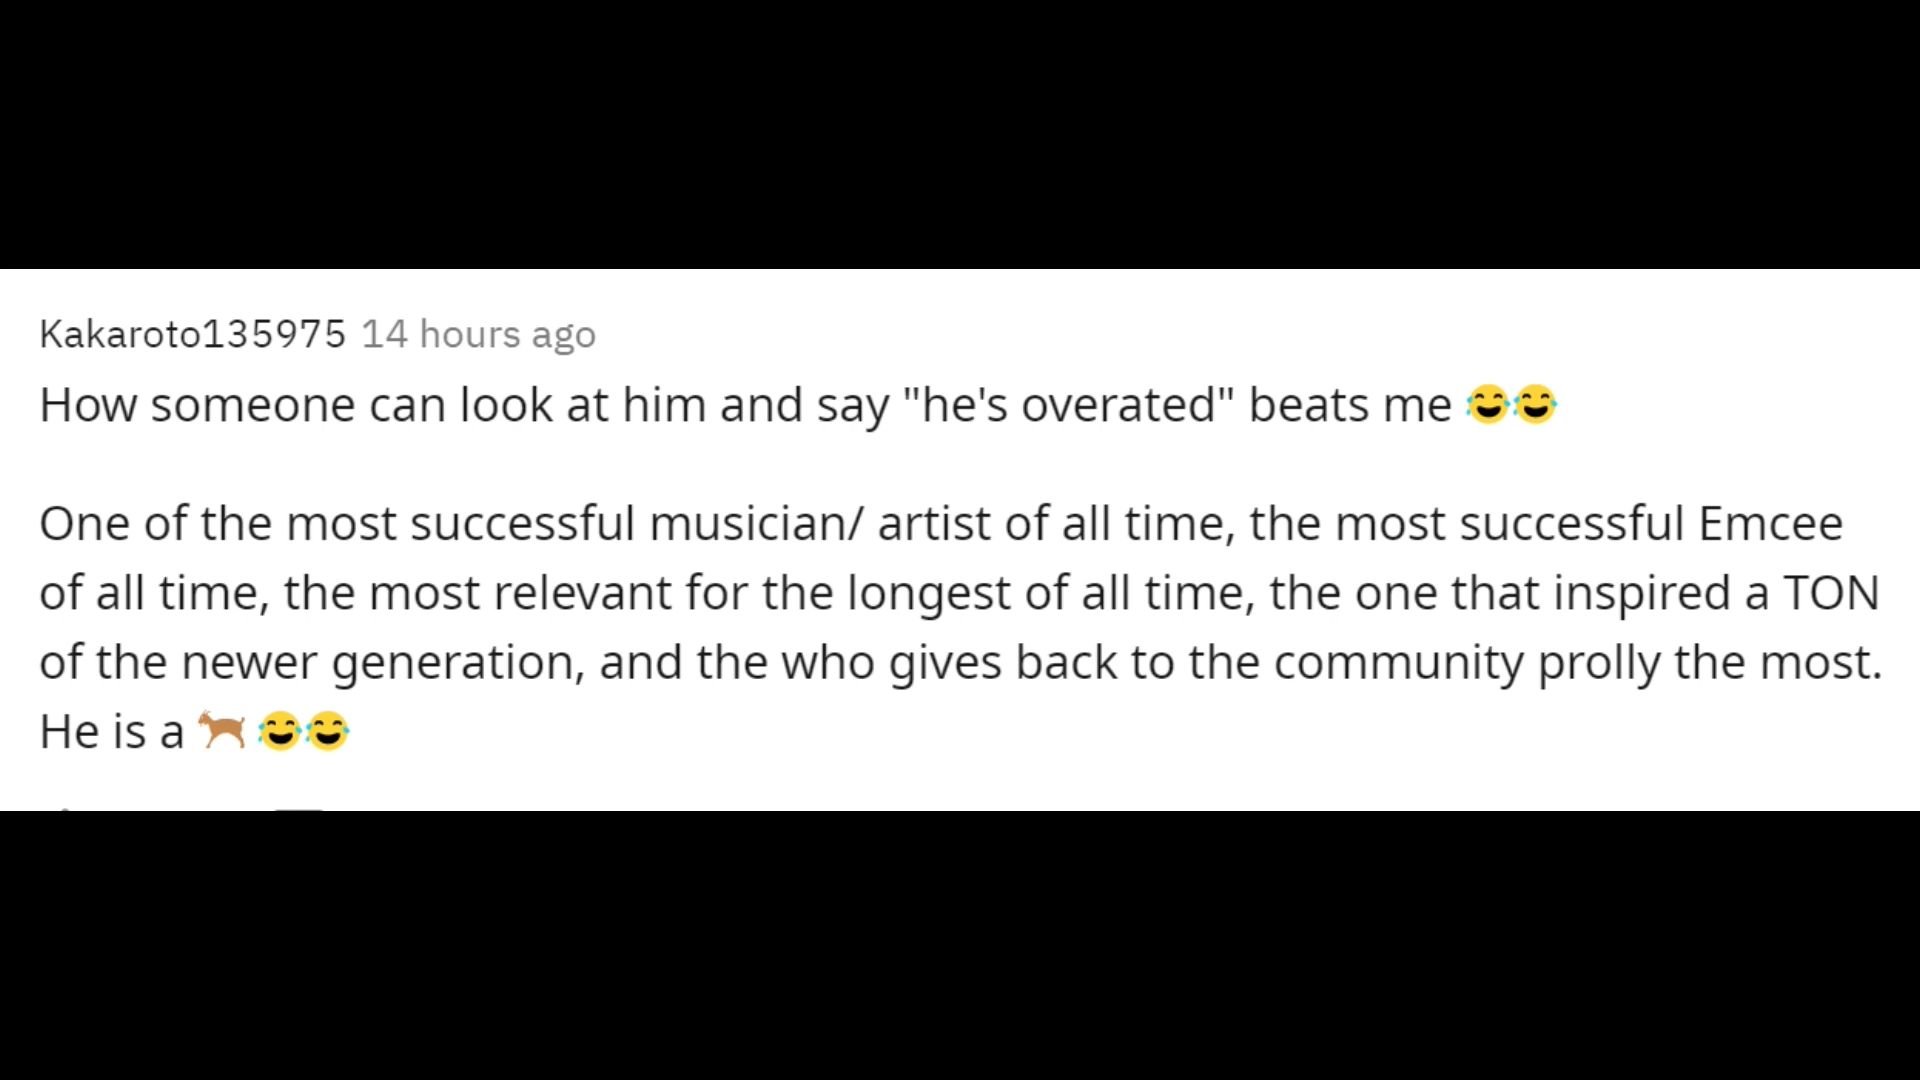 Kakaroto135975 14 hours ago
How someone can look at him and say "he's overated" beats me 😂😂
One of the most successful musician/ artist of all time, the most successful Emcee
of all time, the most relevant for the longest of all time, the one that inspired a TON
of the newer generation, and the who gives back to the community prolly the most.
He is a 🐐 😂😂